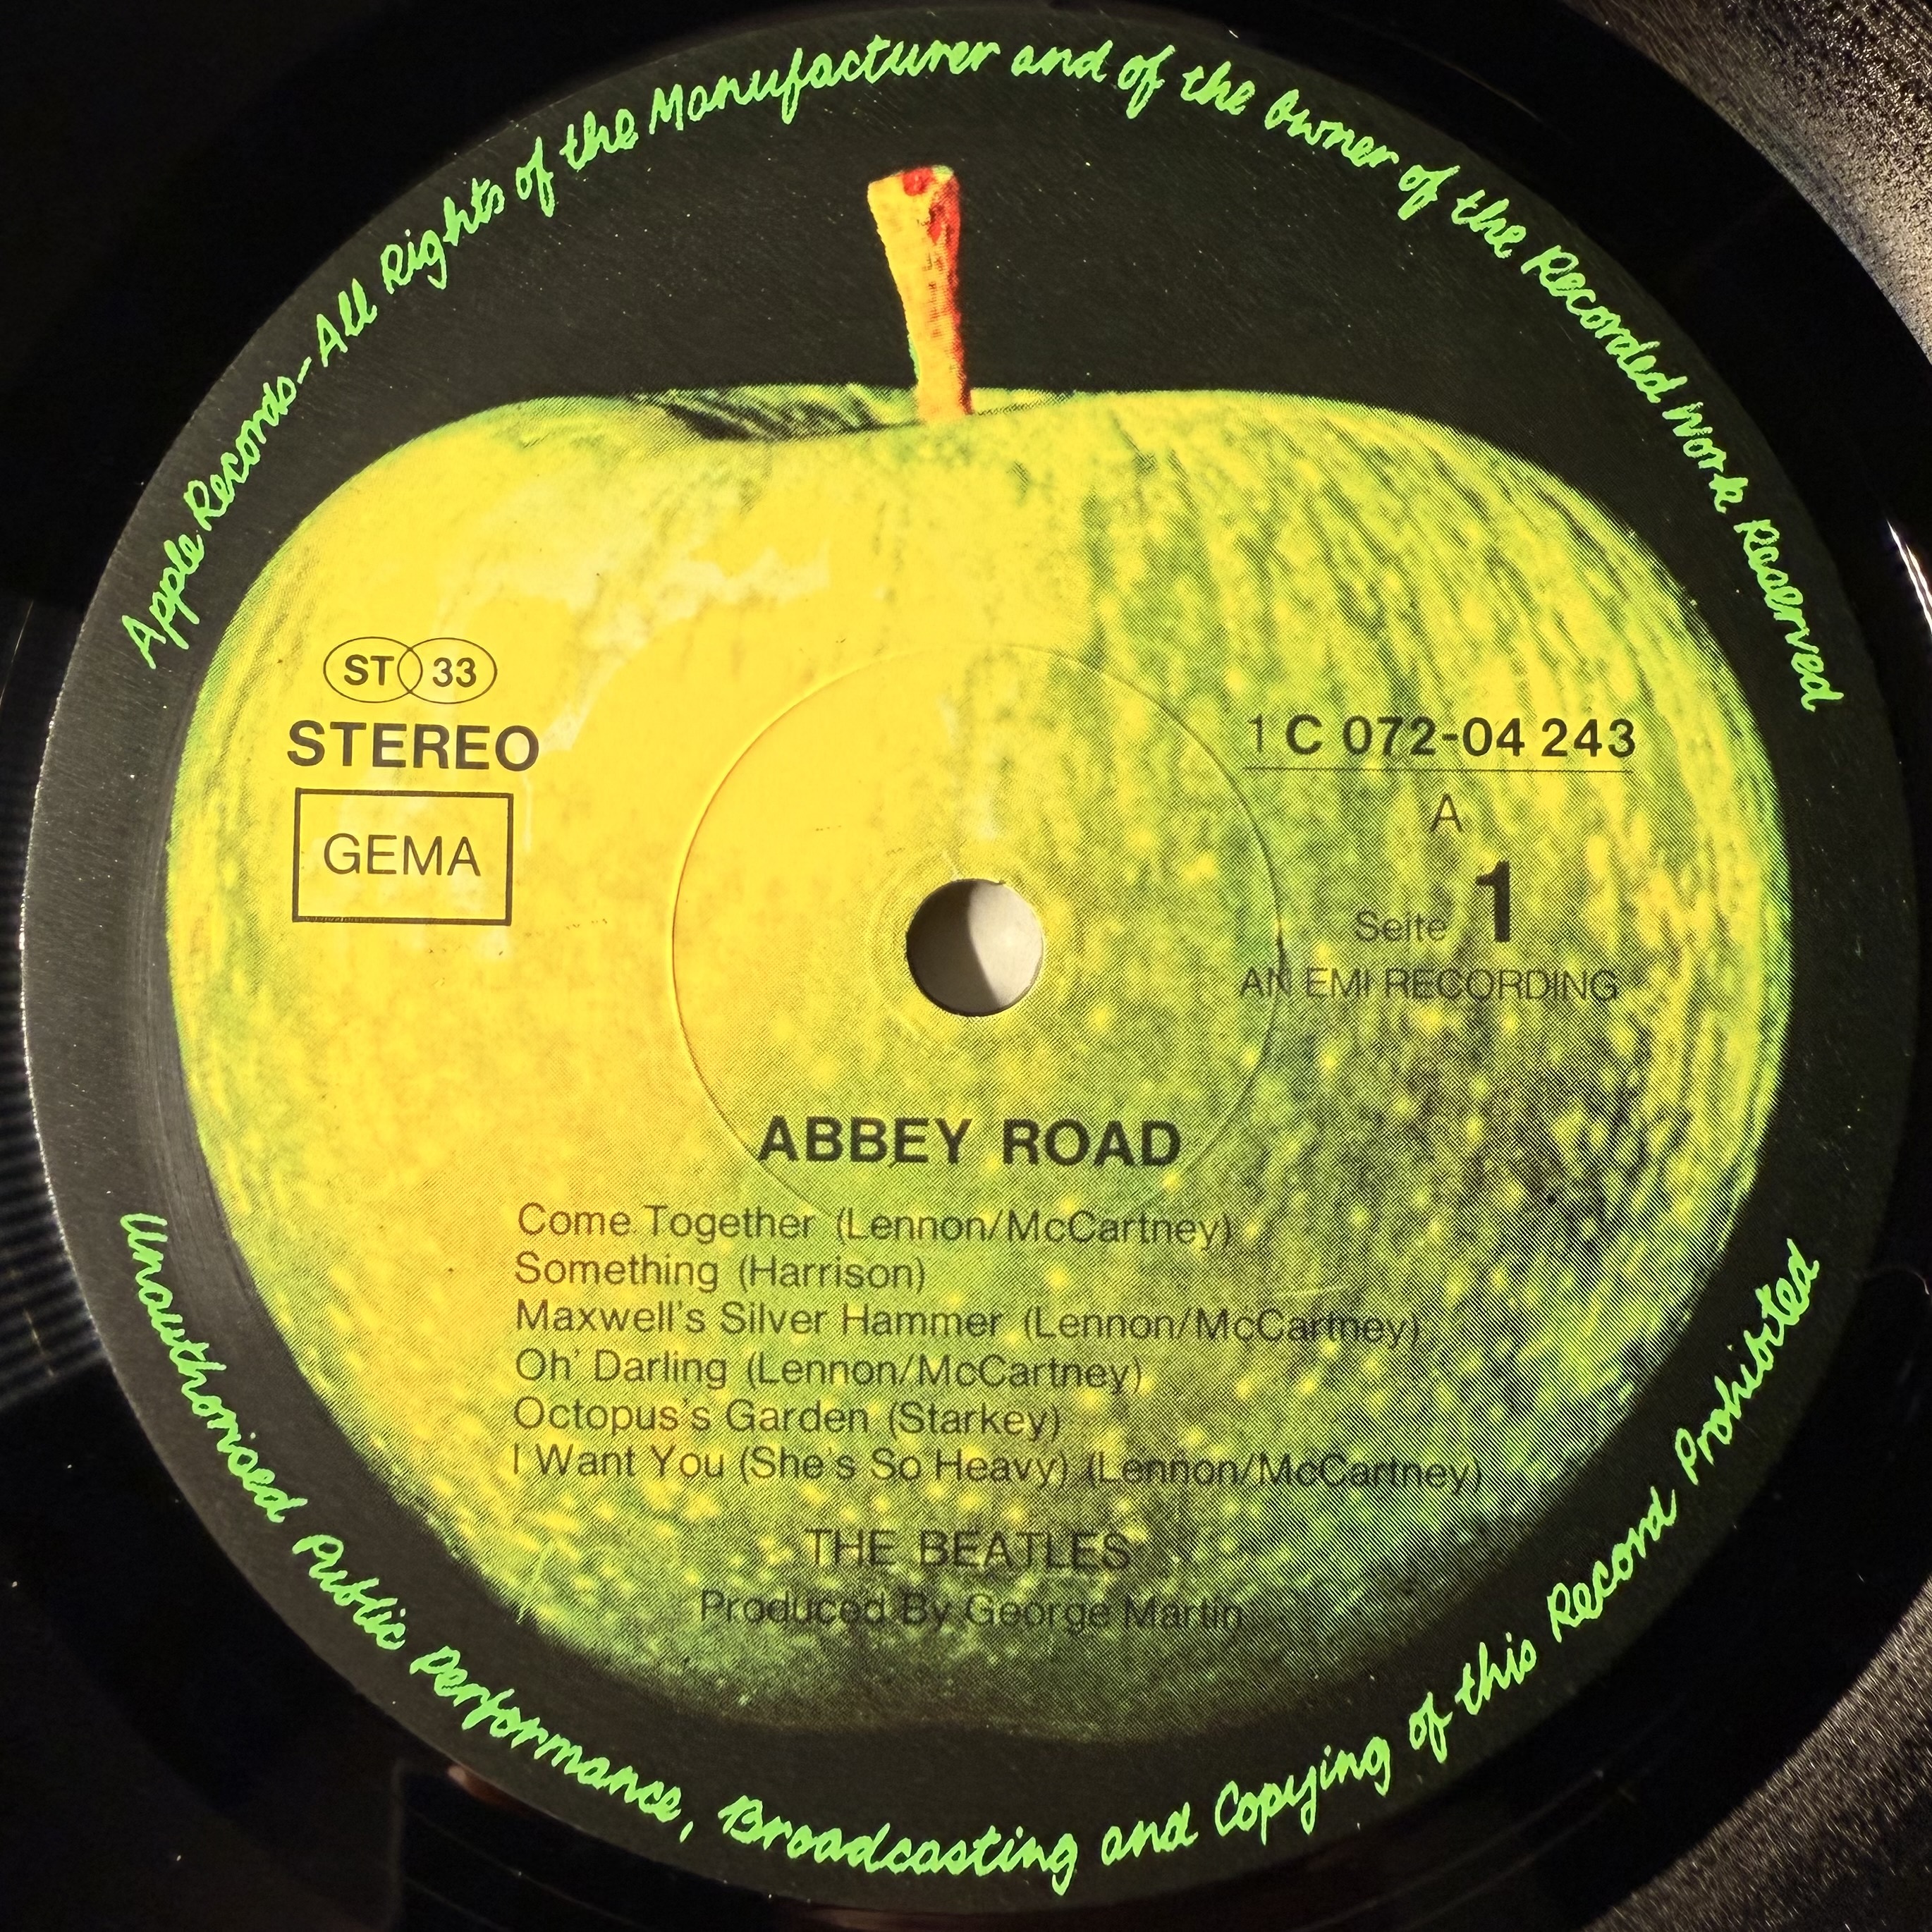 Apple Records–All Rights of the Manufacturer and of the Owner of the Recorded Work Reserved
ST 33
STEREO
GEMA
1 C 072-04 243
A
Seite 1
AN EMI RECORDING
ABBEY ROAD
Come Together (Lennon/McCartney)
Something (Harrison)
Maxwell's Silver Hammer (Lennon/McCartney)
Oh' Darling (Lennon/McCartney)
Octopus's Garden (Starkey)
I Want You (She's So Heavy) (Lennon/McCartney)
THE BEATLES
Produced By George Martin
Unauthorised Public Performance, Broadcasting and Copying of this Record Prohibited